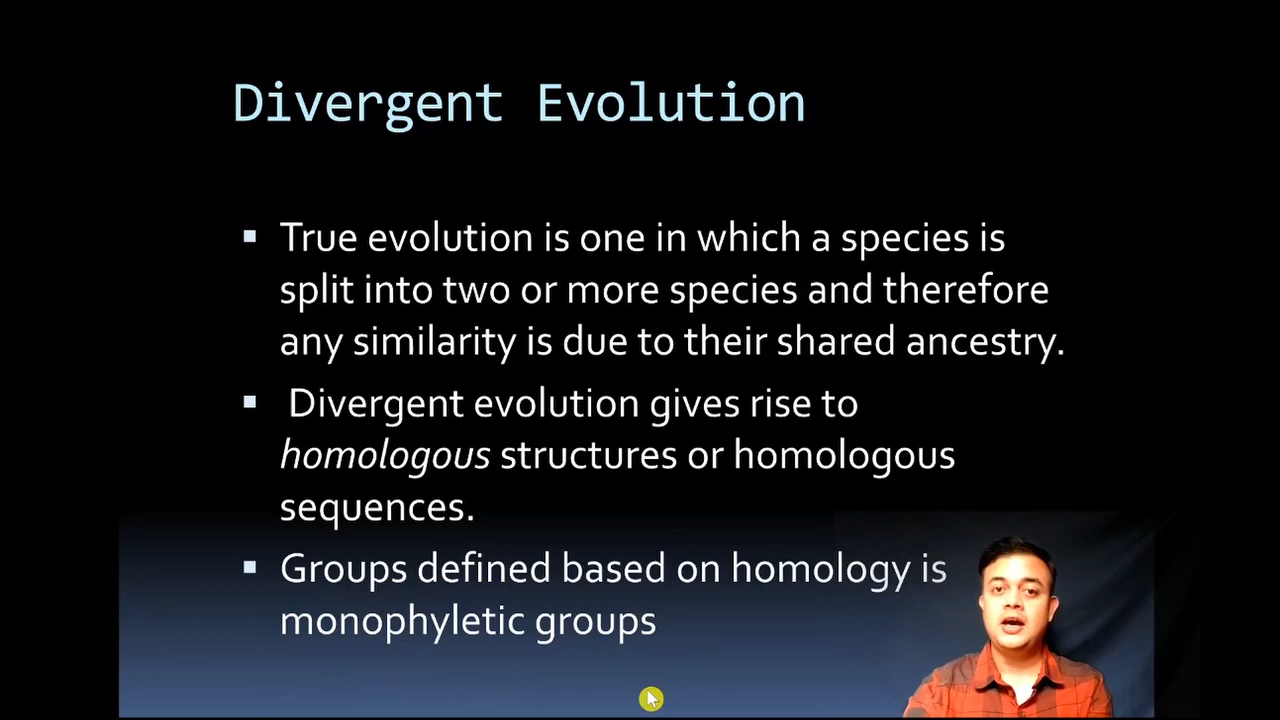 Divergent Evolution
▪ True evolution is one in which a species is
split into two or more species and therefore
any similarity is due to their shared ancestry.
▪ Divergent evolution gives rise to
homologous structures or homologous
sequences.
▪ Groups defined based on homology is
monophyletic groups